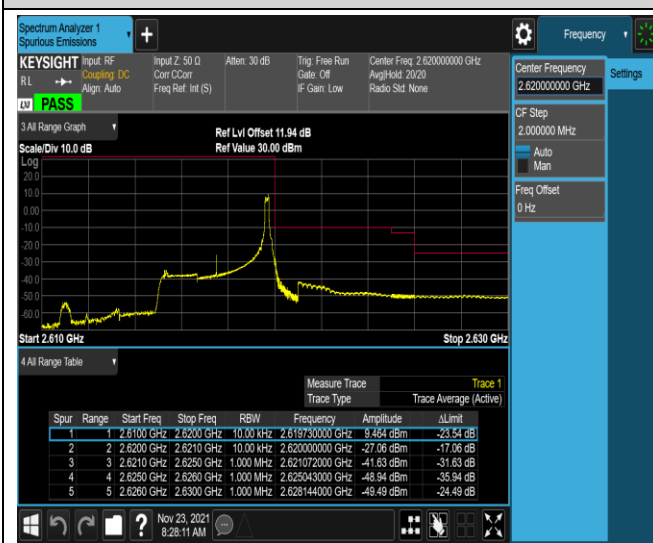 Spectrum Analyzer 1
Spurious Emissions
+
Frequency
KEYSIGHT Input: RF Input Z: 50 Ω Atten: 30 dB Trig: Free Run Center Freq: 2.620000000 GHz
RL Coupling: DC Corr CCorr Gate: Off Avg|Hold: 20/20
Align: Auto Freq Ref: Int (S) IF Gain: Low Radio Std: None
LXI PASS
Center Frequency
2.620000000 GHz
Settings
CF Step
2.000000 MHz
Auto
Man
Freq Offset
0 Hz
3 All Range Graph
Ref Lvl Offset 11.94 dB
Scale/Div 10.0 dB Ref Value 30.00 dBm
Log
20.0
10.0
0.00
-10.0
-20.0
-30.0
-40.0
-50.0
-60.0
Start 2.610 GHz Stop 2.630 GHz
4 All Range Table
Measure Trace Trace 1
Trace Type Trace Average (Active)
Spur Range Start Freq Stop Freq RBW Frequency Amplitude ΔLimit
1 1 2.6100 GHz 2.6200 GHz 10.00 kHz 2.619730000 GHz 9.464 dBm -23.54 dB
2 2 2.6200 GHz 2.6210 GHz 10.00 kHz 2.620000000 GHz -27.06 dBm -17.06 dB
3 3 2.6210 GHz 2.6250 GHz 1.000 MHz 2.621072000 GHz -41.63 dBm -31.63 dB
4 4 2.6250 GHz 2.6260 GHz 1.000 MHz 2.625043000 GHz -48.94 dBm -35.94 dB
5 5 2.6260 GHz 2.6300 GHz 1.000 MHz 2.628144000 GHz -49.49 dBm -24.49 dB
? Nov 23, 2021
8:28:11 AM